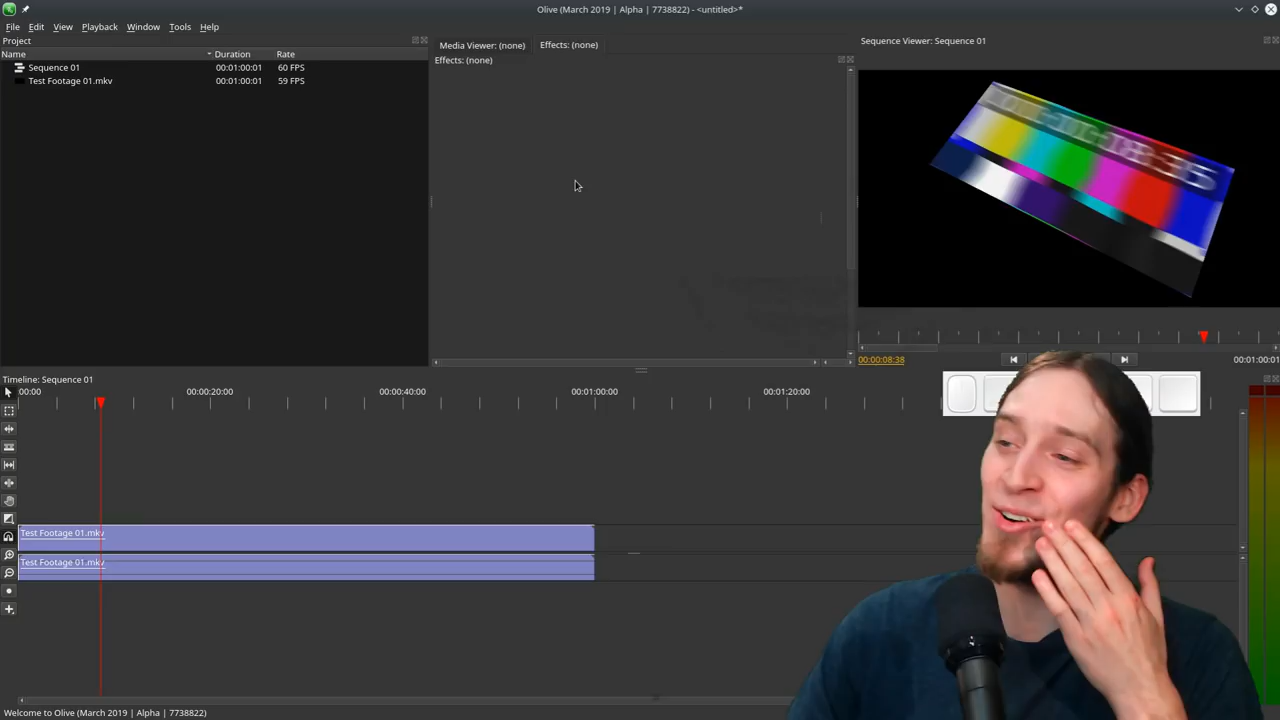 Olive (March 2019 | Alpha | 7738822) - <untitled>*
File Edit View Playback Window Tools Help
Project
Name Duration Rate
Sequence 01 00:01:00:01 60 FPS
Test Footage 01.mkv 00:01:00:01 59 FPS
Media Viewer: (none) Effects: (none)
Effects: (none)
Sequence Viewer: Sequence 01
00:00:08:38 00:01:00:01
Timeline: Sequence 01
00:00 00:00:20:00 00:00:40:00 00:01:00:00 00:01:20:00
Test Footage 01.mkv
Test Footage 01.mkv
Welcome to Olive (March 2019 | Alpha | 7738822)